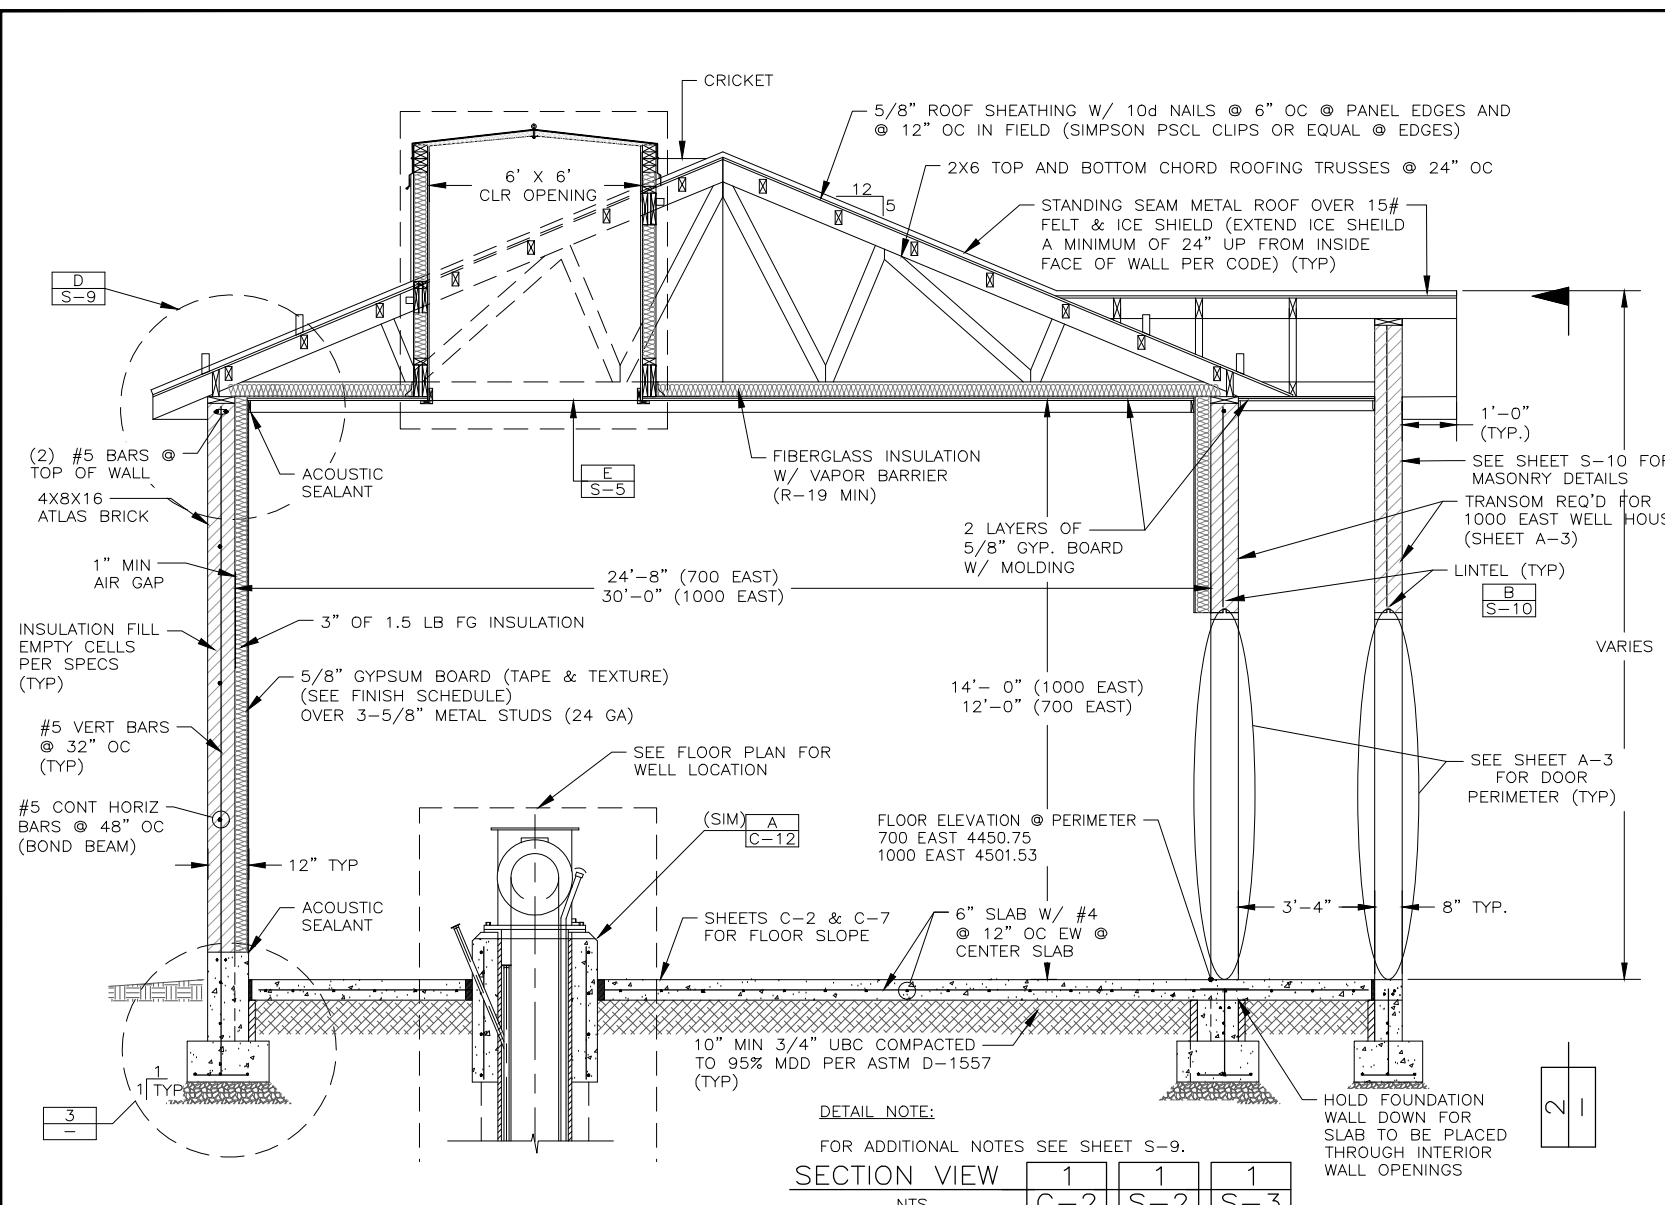 CRICKET
5/8" ROOF SHEATHING W/ 10d NAILS @ 6" OC @ PANEL EDGES AND
@ 12" OC IN FIELD (SIMPSON PSCL CLIPS OR EQUAL @ EDGES)
2X6 TOP AND BOTTOM CHORD ROOFING TRUSSES @ 24" OC
6' X 6'
CLR OPENING
12
5
STANDING SEAM METAL ROOF OVER 15#
FELT & ICE SHIELD (EXTEND ICE SHEILD
A MINIMUM OF 24" UP FROM INSIDE
FACE OF WALL PER CODE) (TYP)
D
S-9
(2) #5 BARS @
TOP OF WALL
4X8X16
ATLAS BRICK
1" MIN
AIR GAP
INSULATION FILL
EMPTY CELLS
PER SPECS
(TYP)
#5 VERT BARS
@ 32" OC
(TYP)
#5 CONT HORIZ
BARS @ 48" OC
(BOND BEAM)
ACOUSTIC
SEALANT
E
S-5
FIBERGLASS INSULATION
W/ VAPOR BARRIER
(R-19 MIN)
2 LAYERS OF
5/8" GYP. BOARD
W/ MOLDING
1'-0"
(TYP.)
SEE SHEET S-10 FOR
MASONRY DETAILS
TRANSOM REQ'D FOR
1000 EAST WELL HOUS
(SHEET A-3)
LINTEL (TYP)
B
S-10
VARIES
24'-8" (700 EAST)
30'-0" (1000 EAST)
3" OF 1.5 LB FG INSULATION
5/8" GYPSUM BOARD (TAPE & TEXTURE)
(SEE FINISH SCHEDULE)
OVER 3-5/8" METAL STUDS (24 GA)
14'- 0" (1000 EAST)
12'-0" (700 EAST)
SEE FLOOR PLAN FOR
WELL LOCATION
SEE SHEET A-3
FOR DOOR
PERIMETER (TYP)
(SIM)
A
C-12
FLOOR ELEVATION @ PERIMETER
700 EAST 4450.75
1000 EAST 4501.53
12" TYP
ACOUSTIC
SEALANT
SHEETS C-2 & C-7
FOR FLOOR SLOPE
6" SLAB W/ #4
@ 12" OC EW @
CENTER SLAB
3'-4"
8" TYP.
10" MIN 3/4" UBC COMPACTED
TO 95% MDD PER ASTM D-1557
(TYP)
1
1 TYP
3
-
HOLD FOUNDATION
WALL DOWN FOR
SLAB TO BE PLACED
THROUGH INTERIOR
WALL OPENINGS
2
-
DETAIL NOTE:
FOR ADDITIONAL NOTES SEE SHEET S-9.
SECTION VIEW
NTS
1
C-2
1
S-2
1
S-3